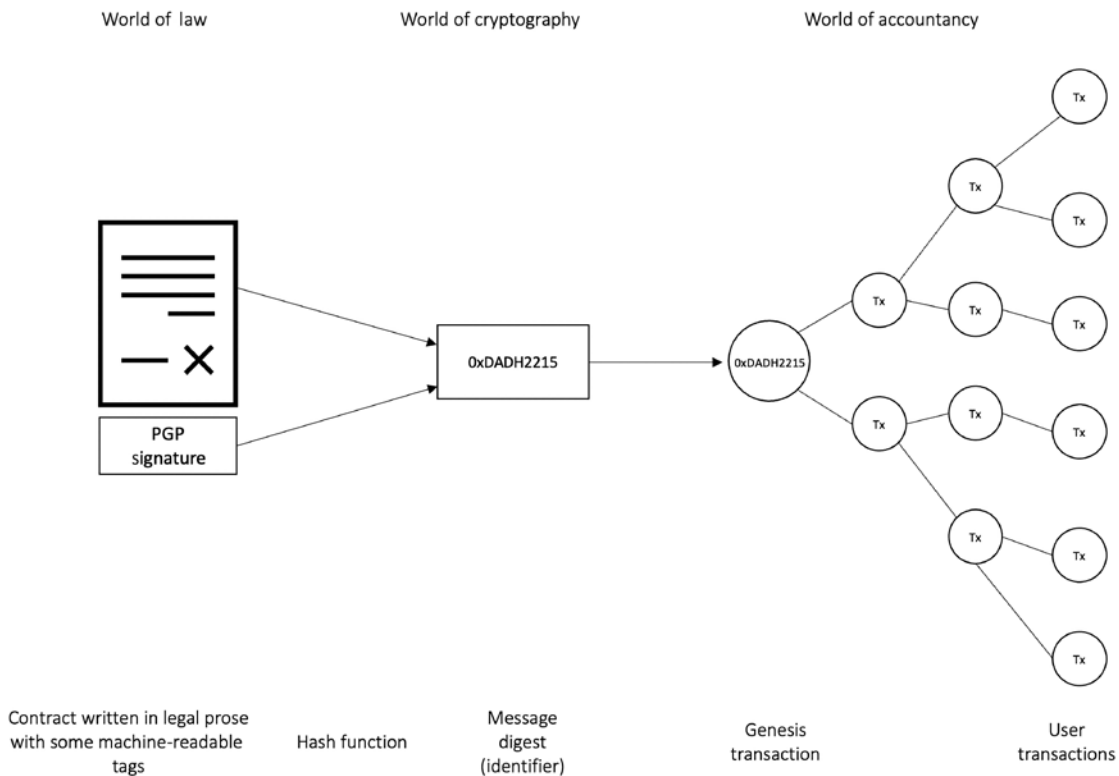 World of law
World of cryptography
World of accountancy
Tx
Tx
Tx
Tx
Tx
Tx
Tx
PGP
signature
0xDADH2215
0xDADH2215
Tx
Tx
Tx
Tx
Tx
Contract written in legal prose
with some machine-readable
tags
Hash function
Message
digest
(identifier)
Genesis
transaction
User
transactions